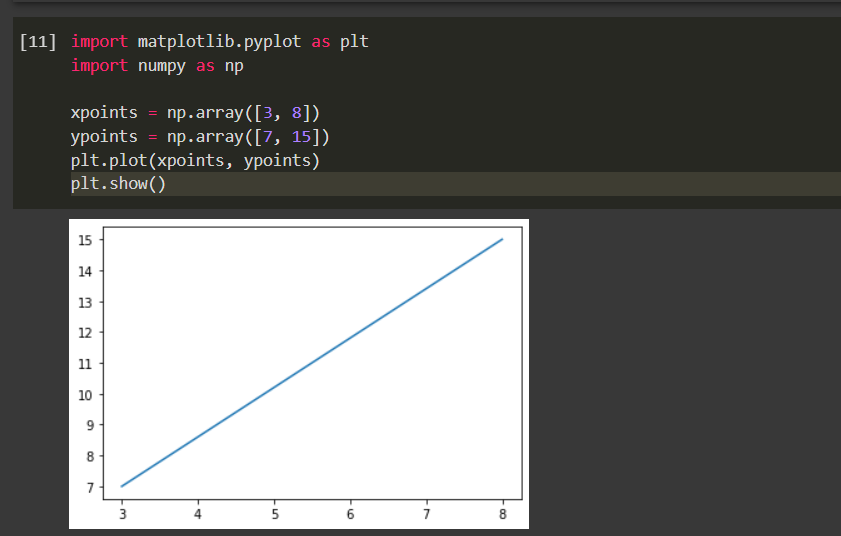 [11] import matplotlib.pyplot as plt
import numpy as np
xpoints = np.array([3, 8])
ypoints = np.array([7, 15])
plt.plot(xpoints, ypoints)
plt.show()
15
14
13
12
11
10
9
8
7
3 4 5 6 7 8